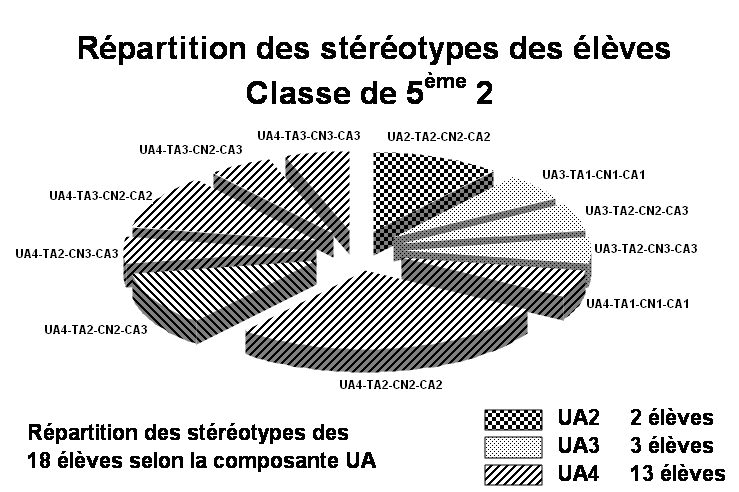 Répartition des stéréotypes des élèves
Classe de 5ème 2
UA4-TA3-CN3-CA3
UA2-TA2-CN2-CA2
UA4-TA3-CN2-CA3
UA3-TA1-CN1-CA1
UA4-TA3-CN2-CA2
UA3-TA2-CN2-CA3
UA4-TA2-CN3-CA3
UA3-TA2-CN3-CA3
UA4-TA1-CN1-CA1
UA4-TA2-CN2-CA3
UA4-TA2-CN2-CA2
Répartition des stéréotypes des
18 élèves selon la composante UA
UA2 2 élèves
UA3 3 élèves
UA4 13 élèves